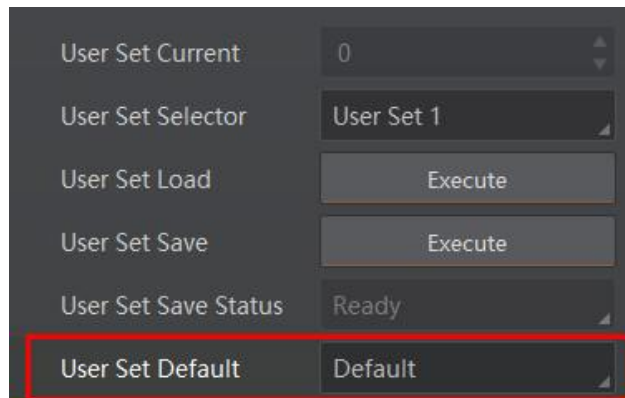 User Set Current 0
User Set Selector User Set 1
User Set Load Execute
User Set Save Execute
User Set Save Status Ready
User Set Default Default